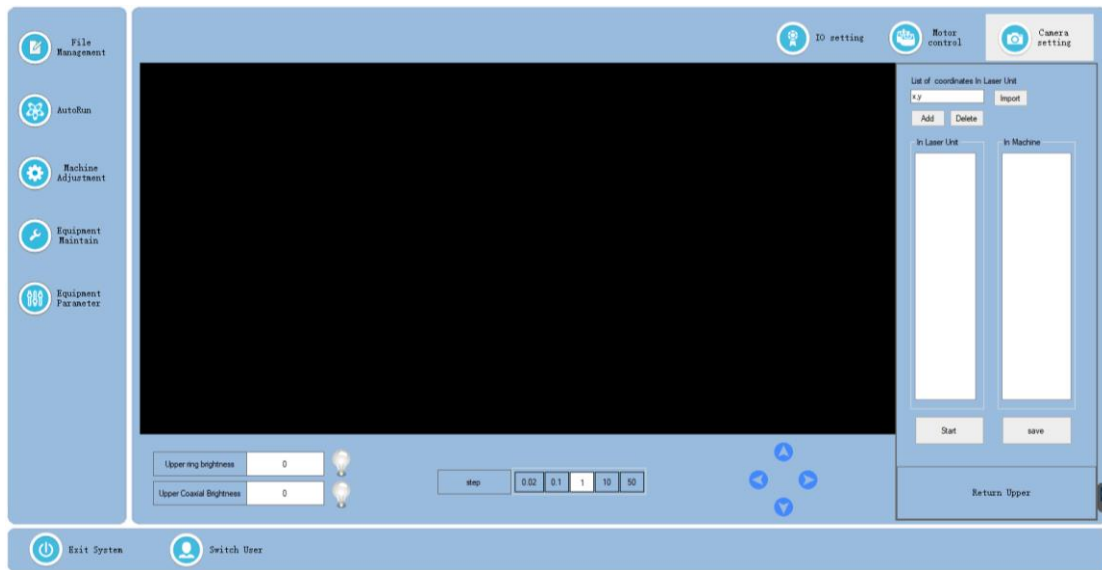 File
Management
AutoRun
Machine
Adjustment
Equipment
Maintain
Equipment
Parameter
IO setting
Motor
control
Camera
setting
List of coordinates In Laser Unit
x,y
Import
Add
Delete
In Laser Unit
In Machine
Start
save
Return Upper
Upper ring brightness
0
Upper Coaxial Brightness
0
step
0.02
0.1
1
10
50
Exit System
Switch User